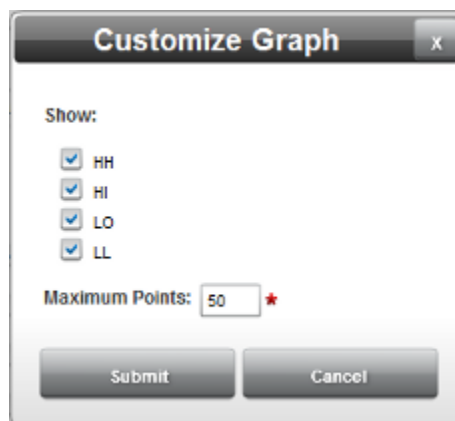 Customize Graph x
Show:
HH
HI
LO
LL
Maximum Points: 50 *
Submit Cancel